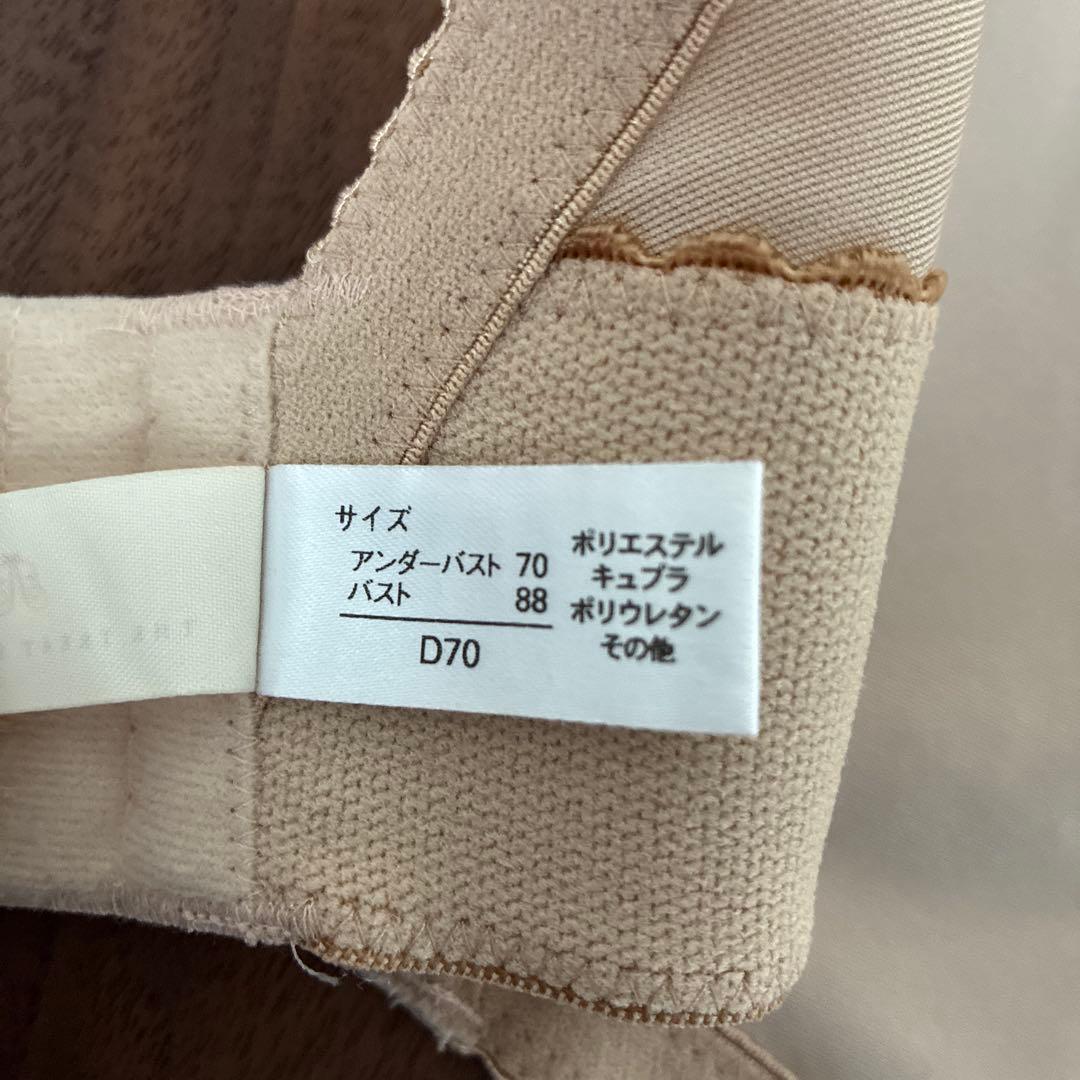 サイズ
アンダーバスト 70
バスト 88
D70
ポリエステル
キュプラ
ポリウレタン
その他